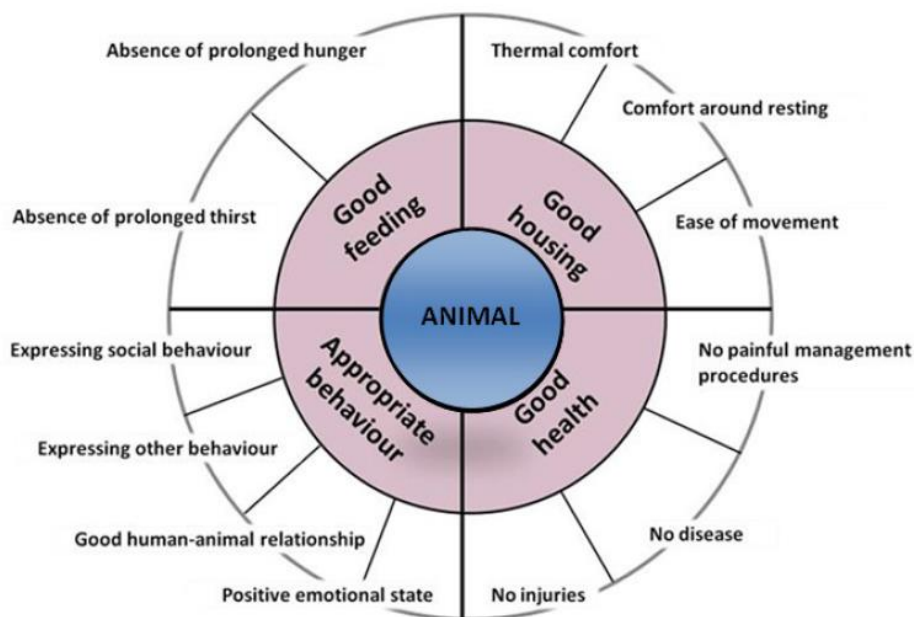 Absence of prolonged hunger
Thermal comfort
Comfort around resting
Good
feeding
Good
housing
Absence of prolonged thirst
Ease of movement
ANIMAL
Expressing social behaviour
Appropriate
behaviour
Good
health
No painful management
procedures
Expressing other behaviour
Good human-animal relationship
No disease
Positive emotional state
No injuries